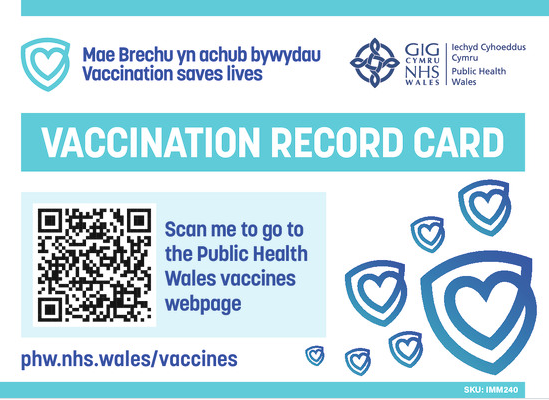 Mae Brechu yn achub bywydau
Vaccination saves lives
GIG
CYMRU
NHS
WALES
Iechyd Cyhoeddus
Cymru
Public Health
Wales
VACCINATION RECORD CARD
Scan me to go to
the Public Health
Wales vaccines
webpage
phw.nhs.wales/vaccines
SKU: IMM240